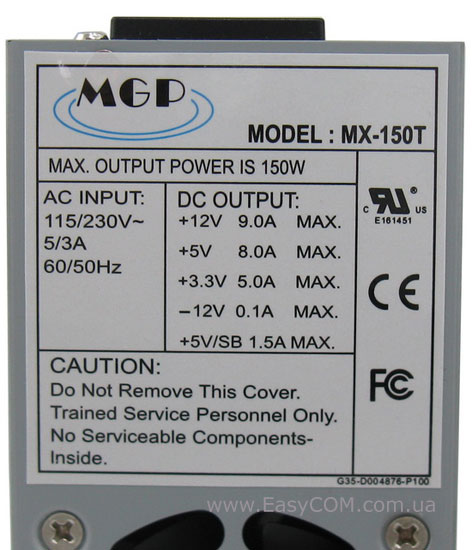 MGP
MODEL : MX-150T
MAX. OUTPUT POWER IS 150W
AC INPUT:
115/230V~
5/3A
60/50Hz
DC OUTPUT:
+12V 9.0A MAX.
+5V 8.0A MAX.
+3.3V 5.0A MAX.
−12V 0.1A MAX.
+5V/SB 1.5A MAX.
c RU ® US
E161451
CE
FC
CAUTION:
Do Not Remove This Cover.
Trained Service Personnel Only.
No Serviceable Components-
Inside.
G35-D004876-P100
www.EasyCOM.com.ua